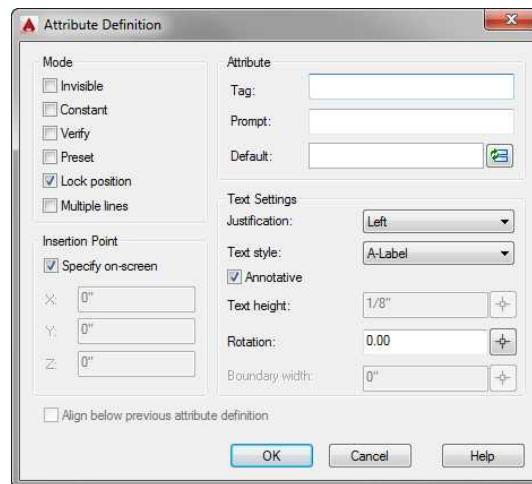 Attribute Definition
Mode
Invisible
Constant
Verify
Preset
Lock position
Multiple lines
Insertion Point
Specify on-screen
X: 0"
Y: 0"
Z: 0"
Attribute
Tag:
Prompt:
Default:
Text Settings
Justification: Left
Text style: A-Label
Annotative
Text height: 1/8"
Rotation: 0.00
Boundary width: 0"
Align below previous attribute definition
OK Cancel Help